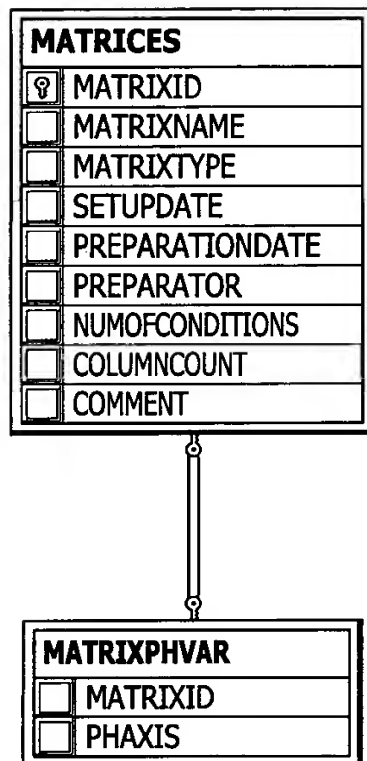 MATRICES
MATRIXID
MATRIXNAME
MATRIXTYPE
SETUPDATE
PREPARATIONDATE
PREPARATOR
NUMOFCONDITIONS
COLUMNCOUNT
COMMENT
MATRIXPHVAR
MATRIXID
PHAXIS